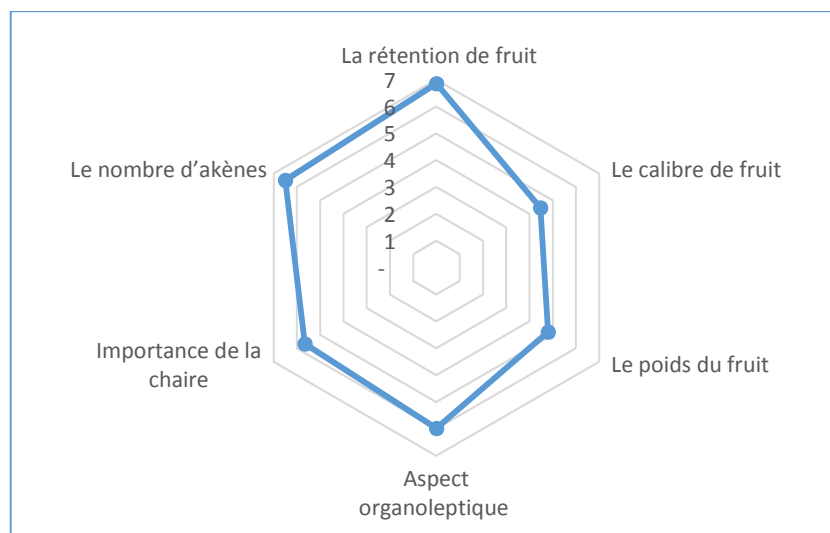 La rétention de fruit
7
6
5
4
3
2
1
-
Le calibre de fruit
Le poids du fruit
Aspect
organoleptique
Importance de la
chaire
Le nombre d’akènes